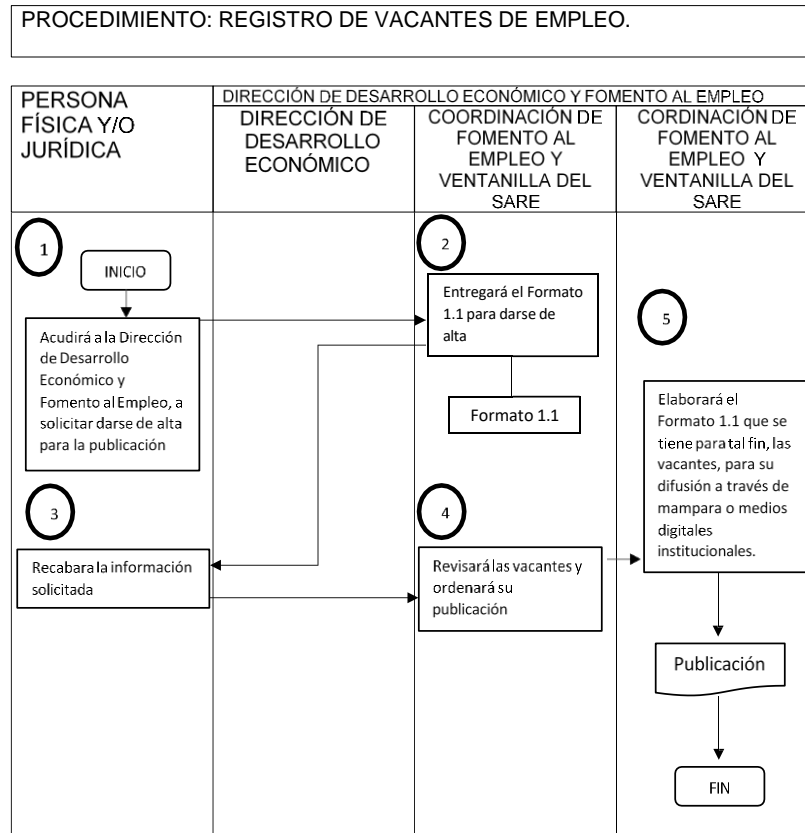 PROCEDIMIENTO: REGISTRO DE VACANTES DE EMPLEO.
PERSONA
FÍSICA Y/O
JURÍDICA
DIRECCIÓN DE DESARROLLO ECONÓMICO Y FOMENTO AL EMPLEO
DIRECCIÓN DE
DESARROLLO
ECONÓMICO
COORDINACIÓN DE
FOMENTO AL
EMPLEO Y
VENTANILLA DEL
SARE
CORDINACIÓN DE
FOMENTO AL
EMPLEO Y
VENTANILLA DEL
SARE
1
INICIO
Acudirá a la Dirección
de Desarrollo
Económico y
Fomento al Empleo, a
solicitar darse de alta
para la publicación
2
Entregará el Formato
1.1 para darse de
alta
Formato 1.1
3
Recabara la información
solicitada
4
Revisará las vacantes y
ordenará su
publicación
5
Elaborará el
Formato 1.1 que se
tiene para tal fin, las
vacantes, para su
difusión a través de
mampara o medios
digitales
institucionales.
Publicación
FIN